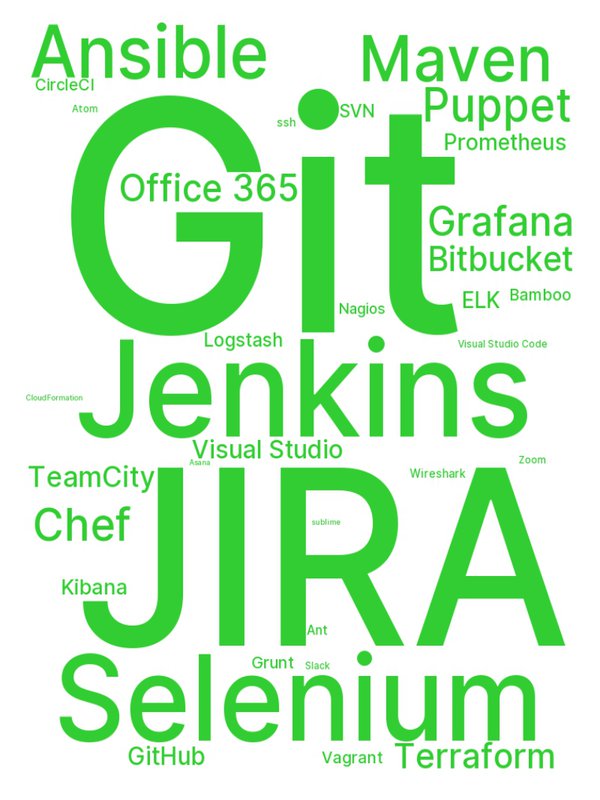 Ansible
Maven
CircleCI
Puppet
Atom
SVN
ssh
Prometheus
Git
Office 365
Grafana
Bitbucket
ELK
Bamboo
Nagios
Logstash
Visual Studio Code
Jenkins
CloudFormation
Visual Studio
Asana
Zoom
TeamCity
Wireshark
Chef
sublime
JIRA
Kibana
Ant
Grunt
Slack
Selenium
GitHub
Vagrant
Terraform